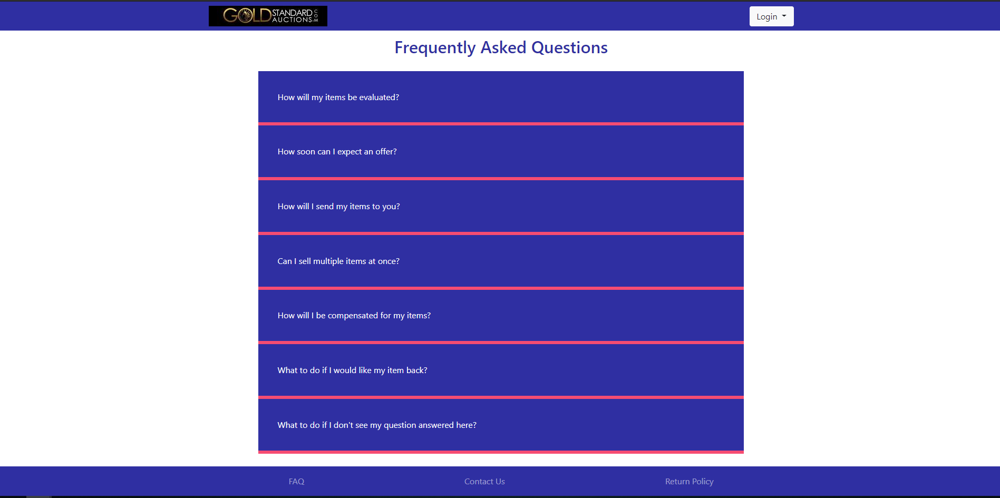 GOLD STANDARD AUCTIONS.COM
Login
Frequently Asked Questions
How will my items be evaluated?
How soon can I expect an offer?
How will I send my items to you?
Can I sell multiple items at once?
How will I be compensated for my items?
What to do if I would like my item back?
What to do if I don't see my question answered here?
FAQ
Contact Us
Return Policy